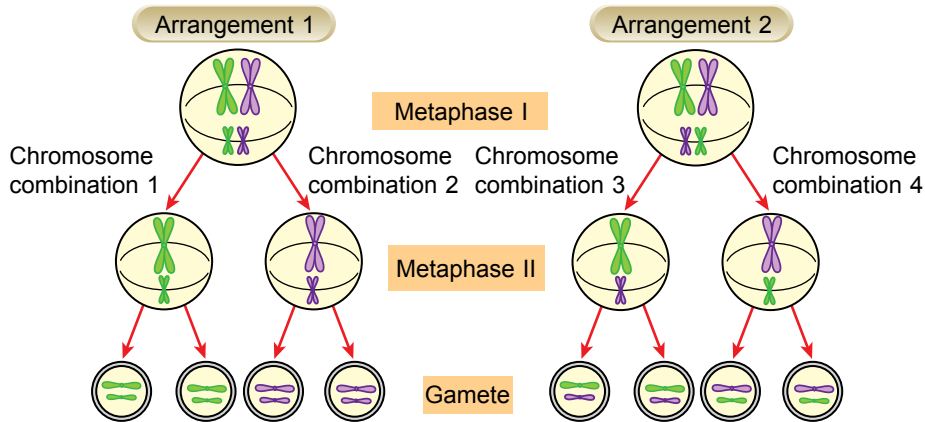 Arrangement 1
Arrangement 2
Metaphase I
Chromosome
combination 1
Chromosome
combination 2
Chromosome
combination 3
Chromosome
combination 4
Metaphase II
Gamete